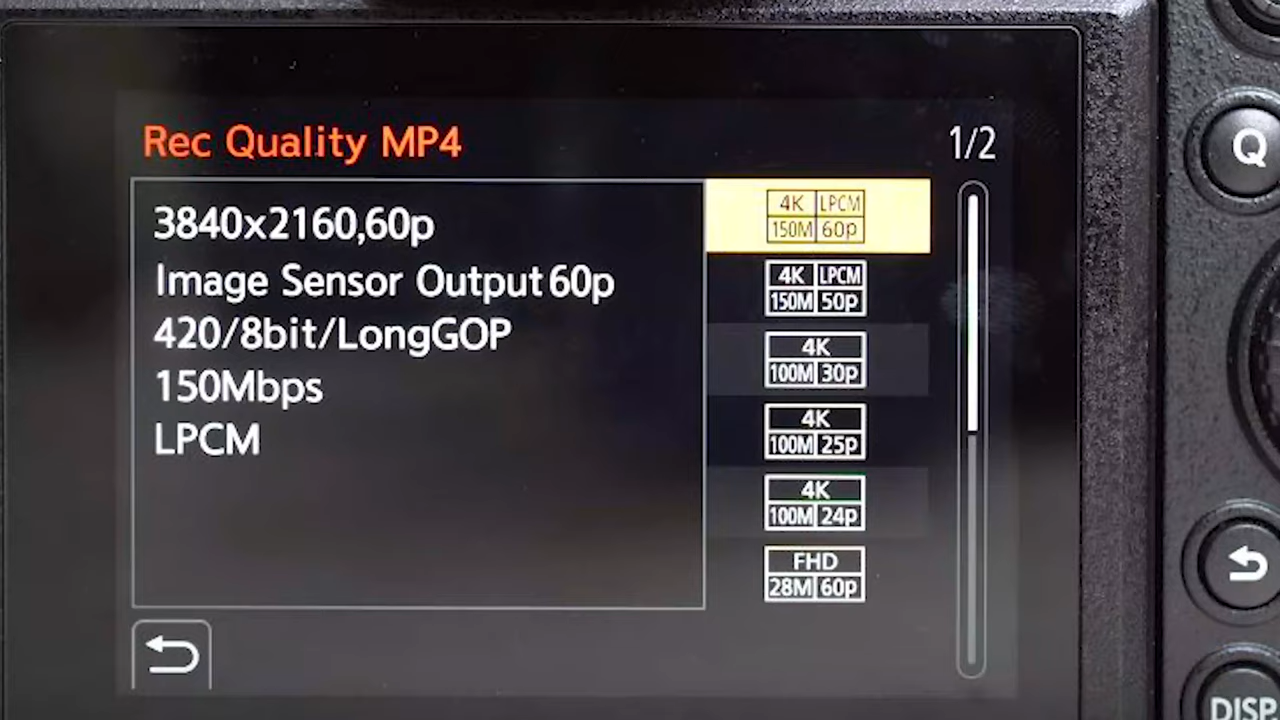 Rec Quality MP4
1/2
3840x2160,60p
Image Sensor Output 60p
420/8bit/LongGOP
150Mbps
LPCM
4K LPCM
150M 60p
4K LPCM
150M 50p
4K
100M 30p
4K
100M 25p
4K
100M 24p
FHD
28M 60p
Q
DISP